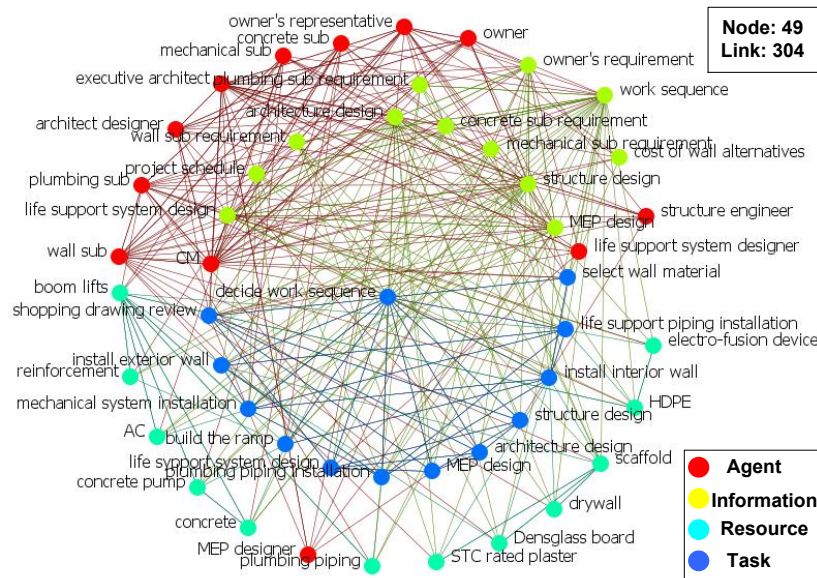 owner's representative
concrete sub
owner
mechanical sub
Node: 49
Link: 304
owner's requirement
executive architect
plumbing sub requirement
work sequence
architecture design
architect designer
concrete sub requirement
wall sub requirement
mechanical sub requirement
cost of wall alternatives
project schedule
plumbing sub
structure design
life support system design
structure engineer
MEP design
wall sub
life support system designer
CM
select wall material
boom lifts
decide work sequence
shopping drawing review
life support piping installation
electro-fusion device
install exterior wall
reinforcement
install interior wall
mechanical system installation
HDPE
structure design
AC
build the ramp
architecture design
life support system design
scaffold
MEP design
plumbing piping installation
concrete pump
drywall
concrete
Densglass board
MEP designer
plumbing piping
STC rated plaster
Agent
Information
Resource
Task